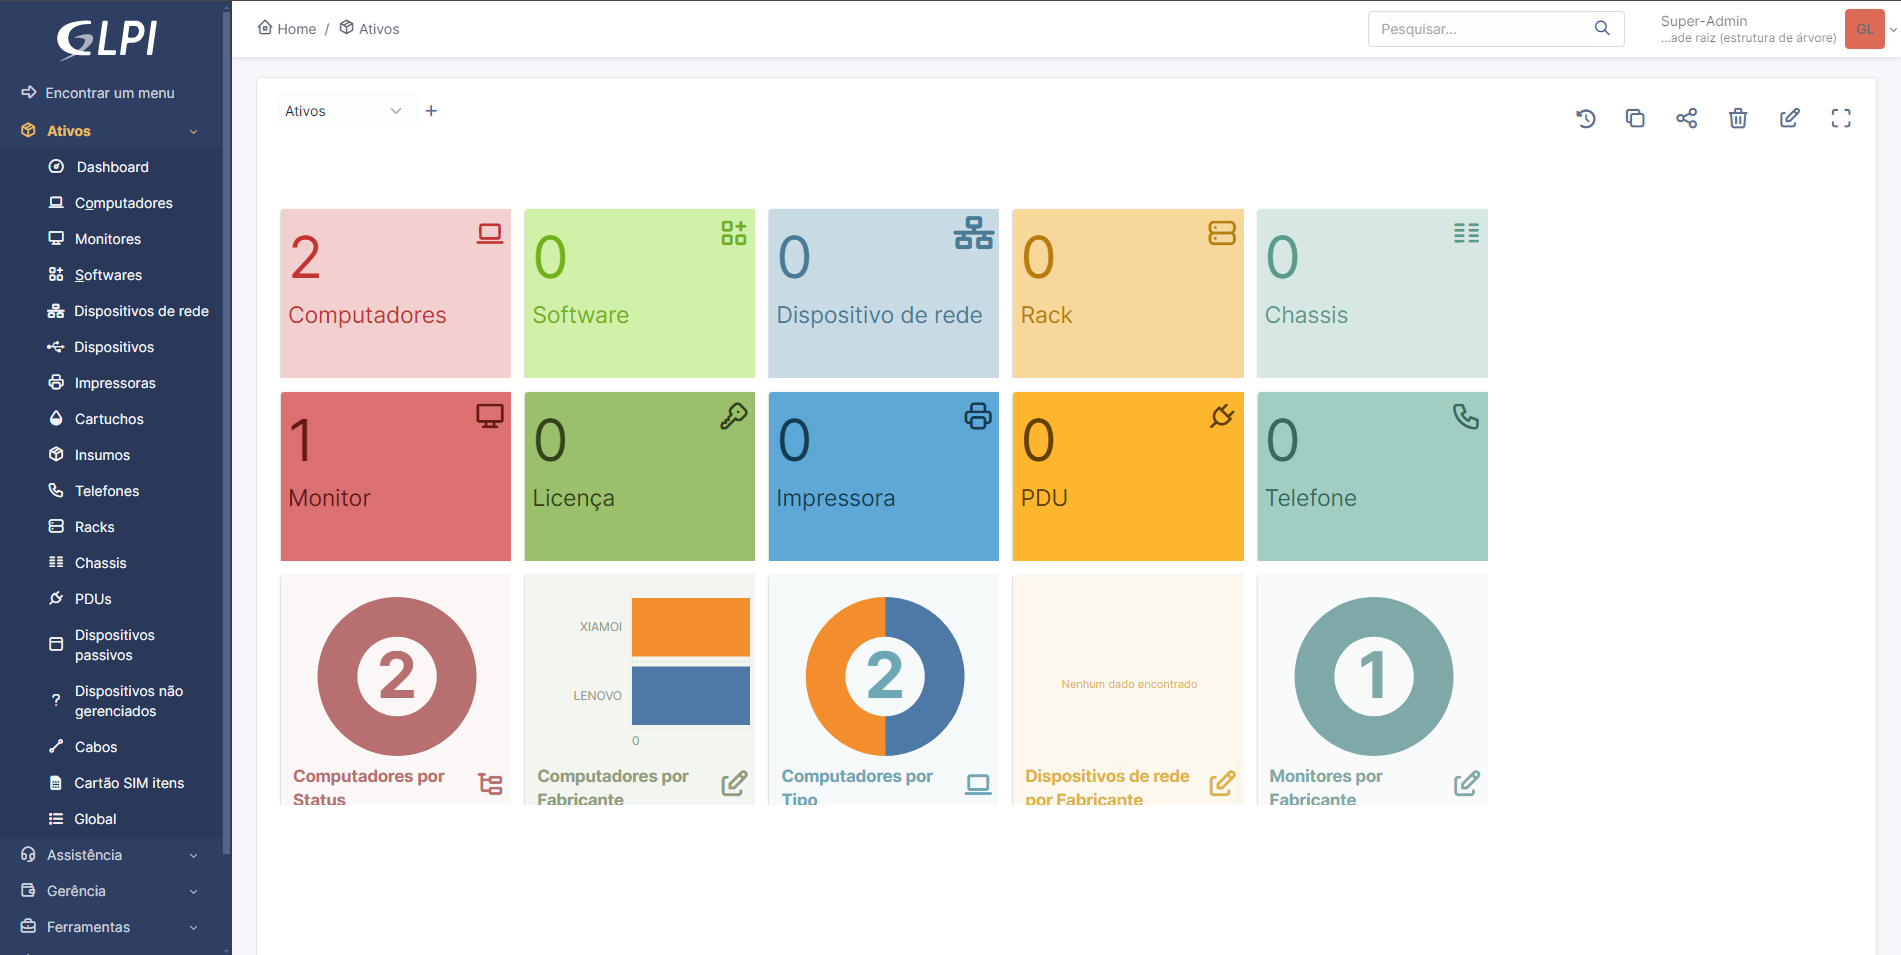 GLPI
Home / Ativos
Pesquisar...
Super-Admin
...ade raiz (estrutura de árvore)
GL
Encontrar um menu
Ativos
Dashboard
Computadores
Monitores
Softwares
Dispositivos de rede
Dispositivos
Impressoras
Cartuchos
Insumos
Telefones
Racks
Chassis
PDUs
Dispositivos
passivos
Dispositivos não
gerenciados
Cabos
Cartão SIM itens
Global
Assistência
Gerência
Ferramentas
Ativos
2
Computadores
0
Software
0
Dispositivo de rede
0
Rack
0
Chassis
1
Monitor
0
Licença
0
Impressora
0
PDU
0
Telefone
2
Computadores por
Status
XIAMOI
LENOVO
0
Computadores por
Fabricante
2
Computadores por
Tipo
Nenhum dado encontrado
Dispositivos de rede
por Fabricante
1
Monitores por
Fabricante